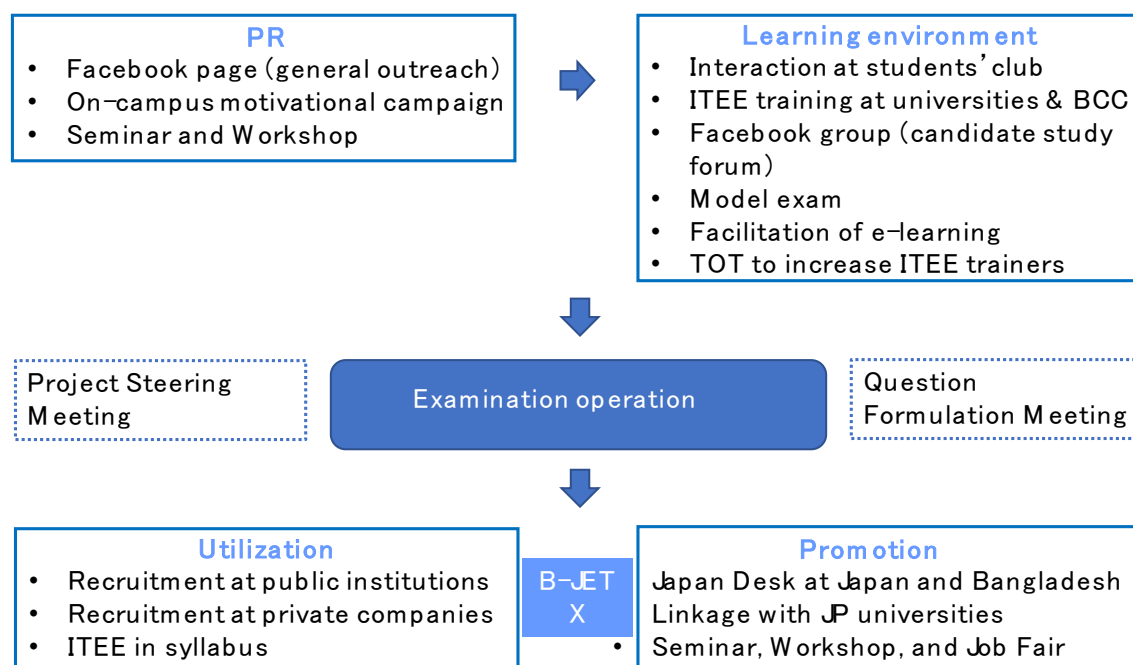 PR
• Facebook page (general outreach)
• On-campus motivational campaign
• Seminar and Workshop
Learning environment
• Interaction at students' club
• ITEE training at universities & BCC
• Facebook group (candidate study
forum)
• Model exam
• Facilitation of e-learning
• TOT to increase ITEE trainers
Project Steering
Meeting
Examination operation
Question
Formulation Meeting
Utilization
• Recruitment at public institutions
• Recruitment at private companies
• ITEE in syllabus
B-JET
X
Promotion
Japan Desk at Japan and Bangladesh
Linkage with JP universities
• Seminar, Workshop, and Job Fair